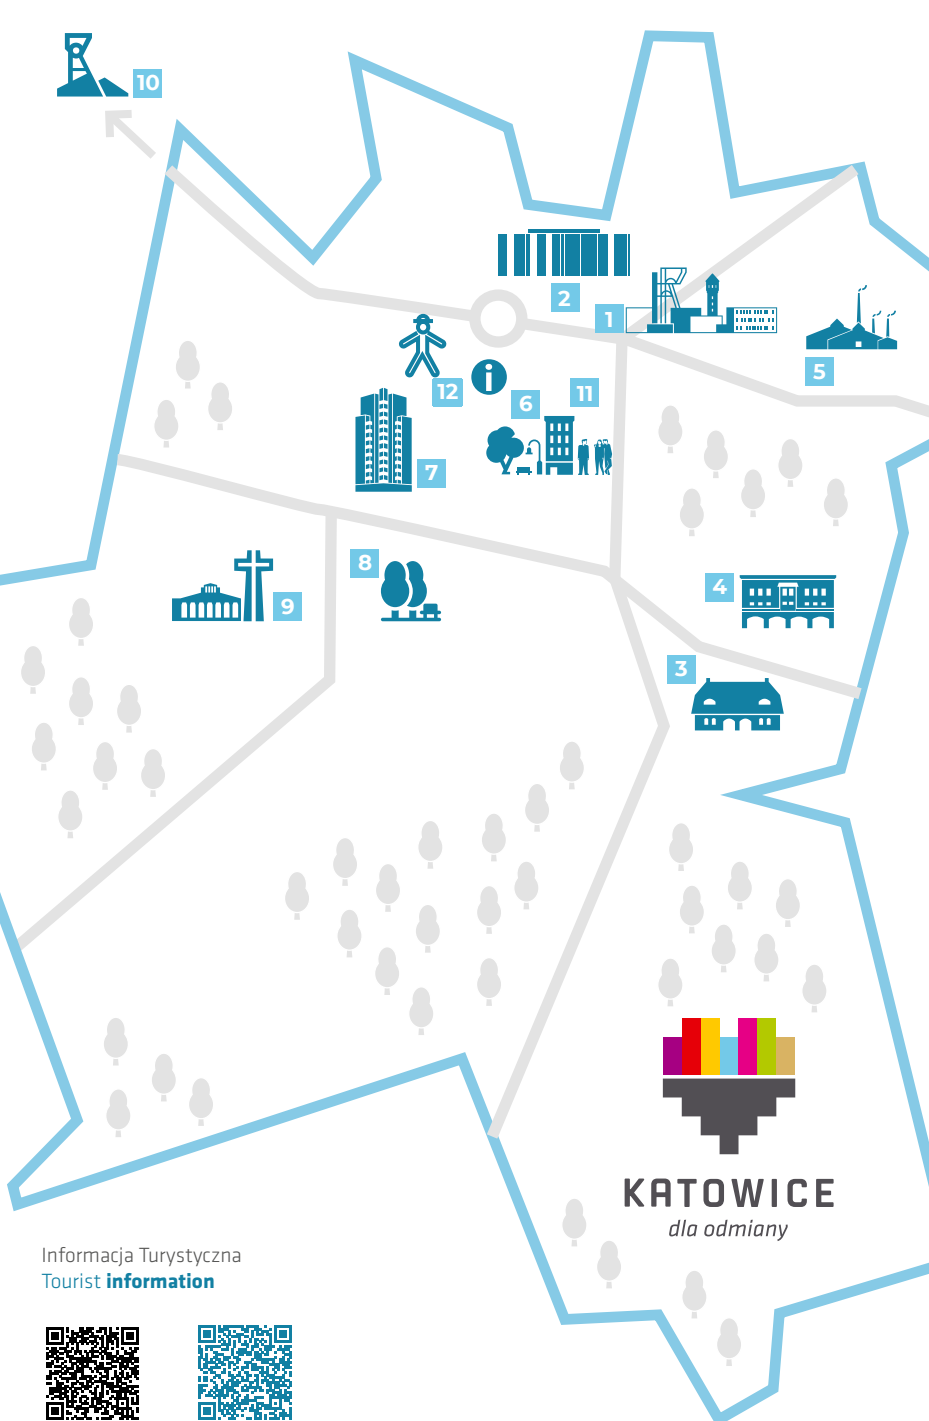 10
2
1
5
12
i
6
11
7
8
9
4
3
KATOWICE
dla odmiany
Informacja Turystyczna
Tourist information